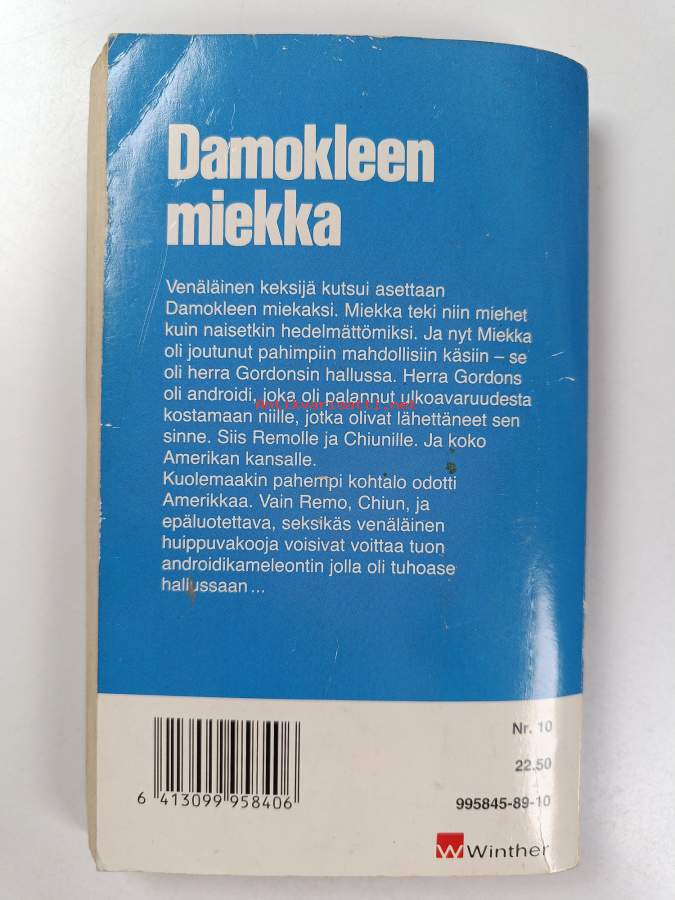 Damokleen
miekka
Venäläinen keksijä kutsui asettaan
Damokleen miekaksi. Miekka teki niin miehet
kuin naisetkin hedelmättömiksi. Ja nyt Miekka
oli joutunut pahimpiin mahdollisiin käsiin – se
oli herra Gordonsin hallussa. Herra Gordons
oli androidi, joka oli palannut ulkoavaruudesta
antikvariaatti.net
kostamaan niille, jotka olivat lähettäneet sen
sinne. Siis Remolle ja Chiunille. Ja koko
Amerikan kansalle.
Kuolemaakin pahempi kohtalo odotti
Amerikkaa. Vain Remo, Chiun, ja
epäluotettava, seksikäs venäläinen
huippuvakooja voisivat voittaa tuon
androidikameleontin jolla oli tuhoase
hallussaan ...
Nr. 10
22.50
6 413099 958406
995845-89-10
W Winther